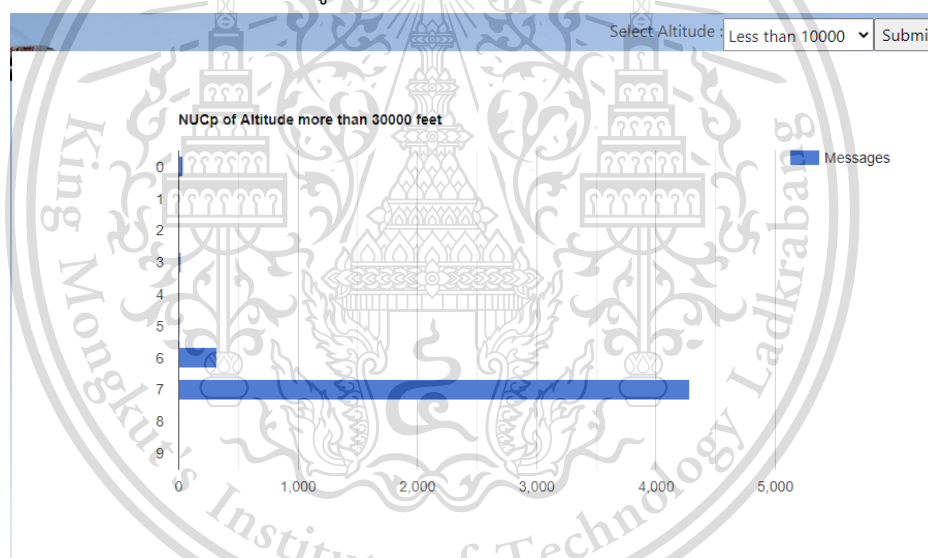 Select Altitude : Less than 10000 Submi
NUCp of Altitude more than 30000 feet
Messages
0
1
2
3
4
5
6
7
8
9
0 1,000 2,000 3,000 4,000 5,000
King Mongkut's Institute of Technology Ladkrabang